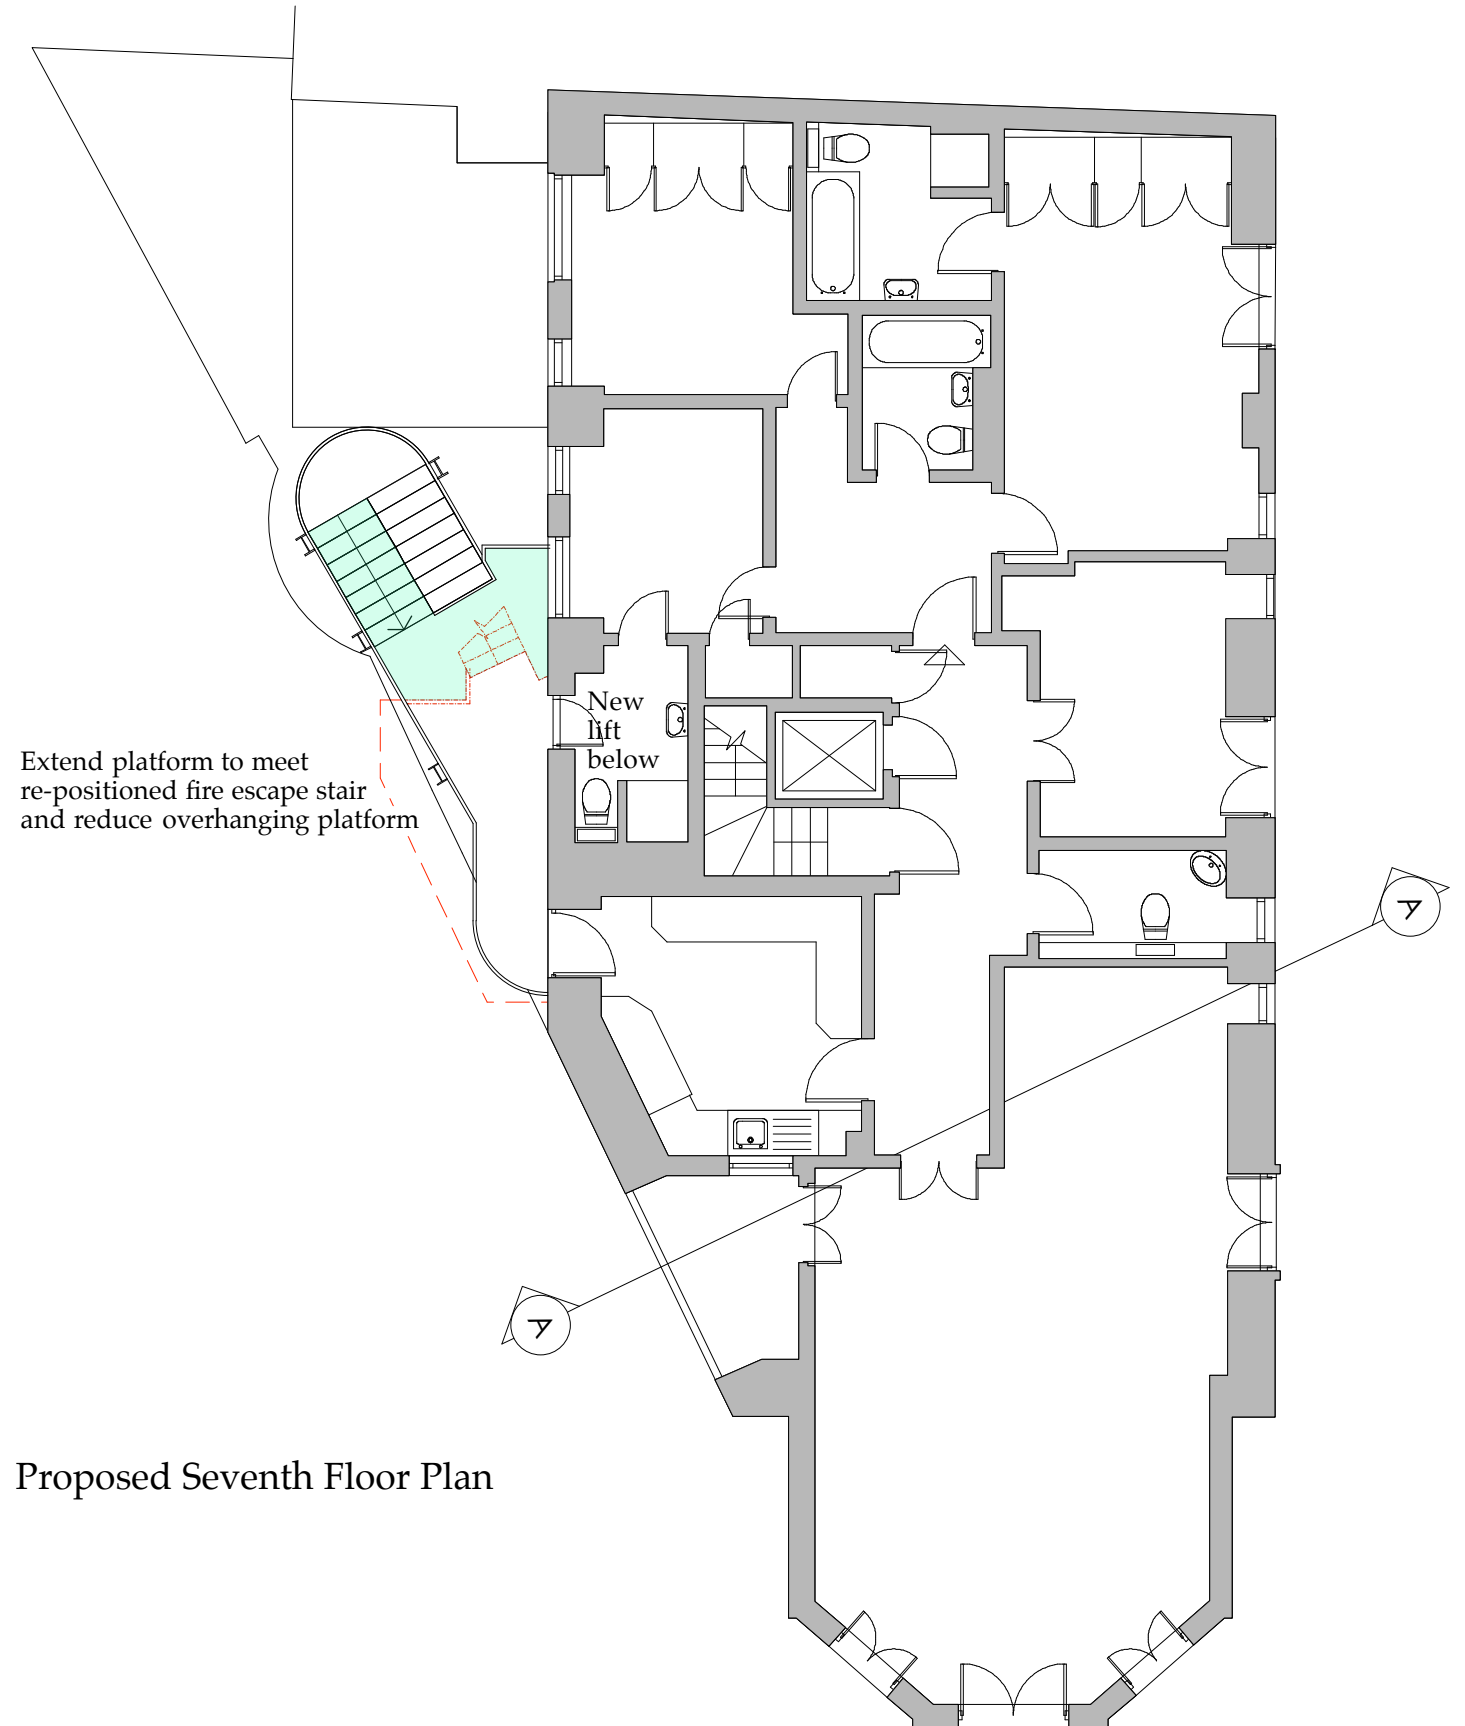 New
lift
below
Extend platform to meet
re-positioned fire escape stair
and reduce overhanging platform
A
A
Proposed Seventh Floor Plan